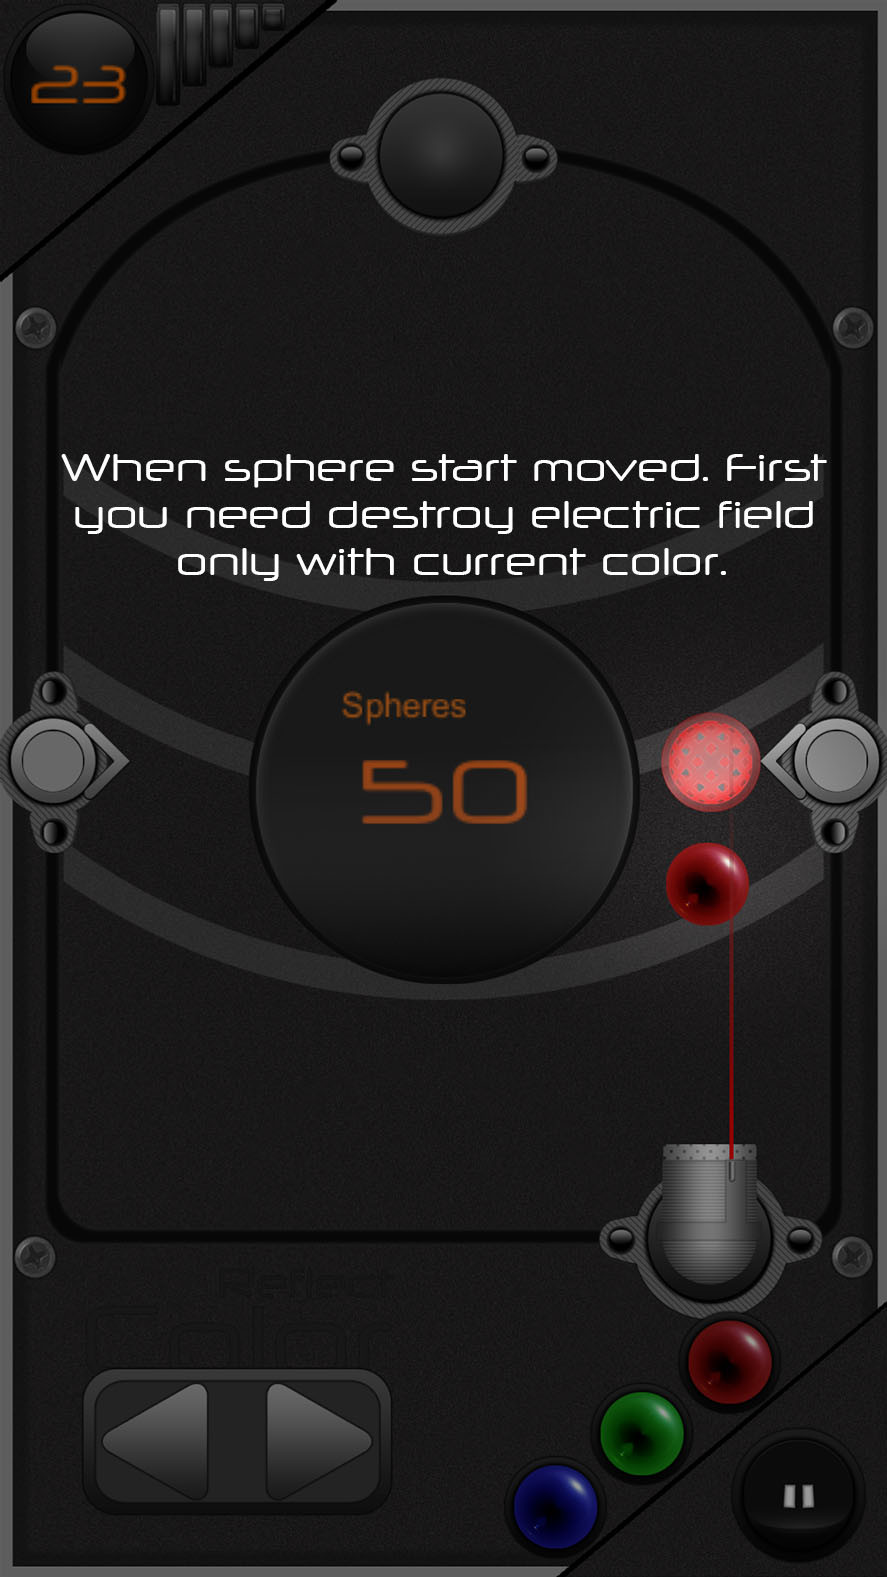 23
When sphere start moved. First
you need destroy electric field
only with current color.
Spheres
50
Reflect
Color